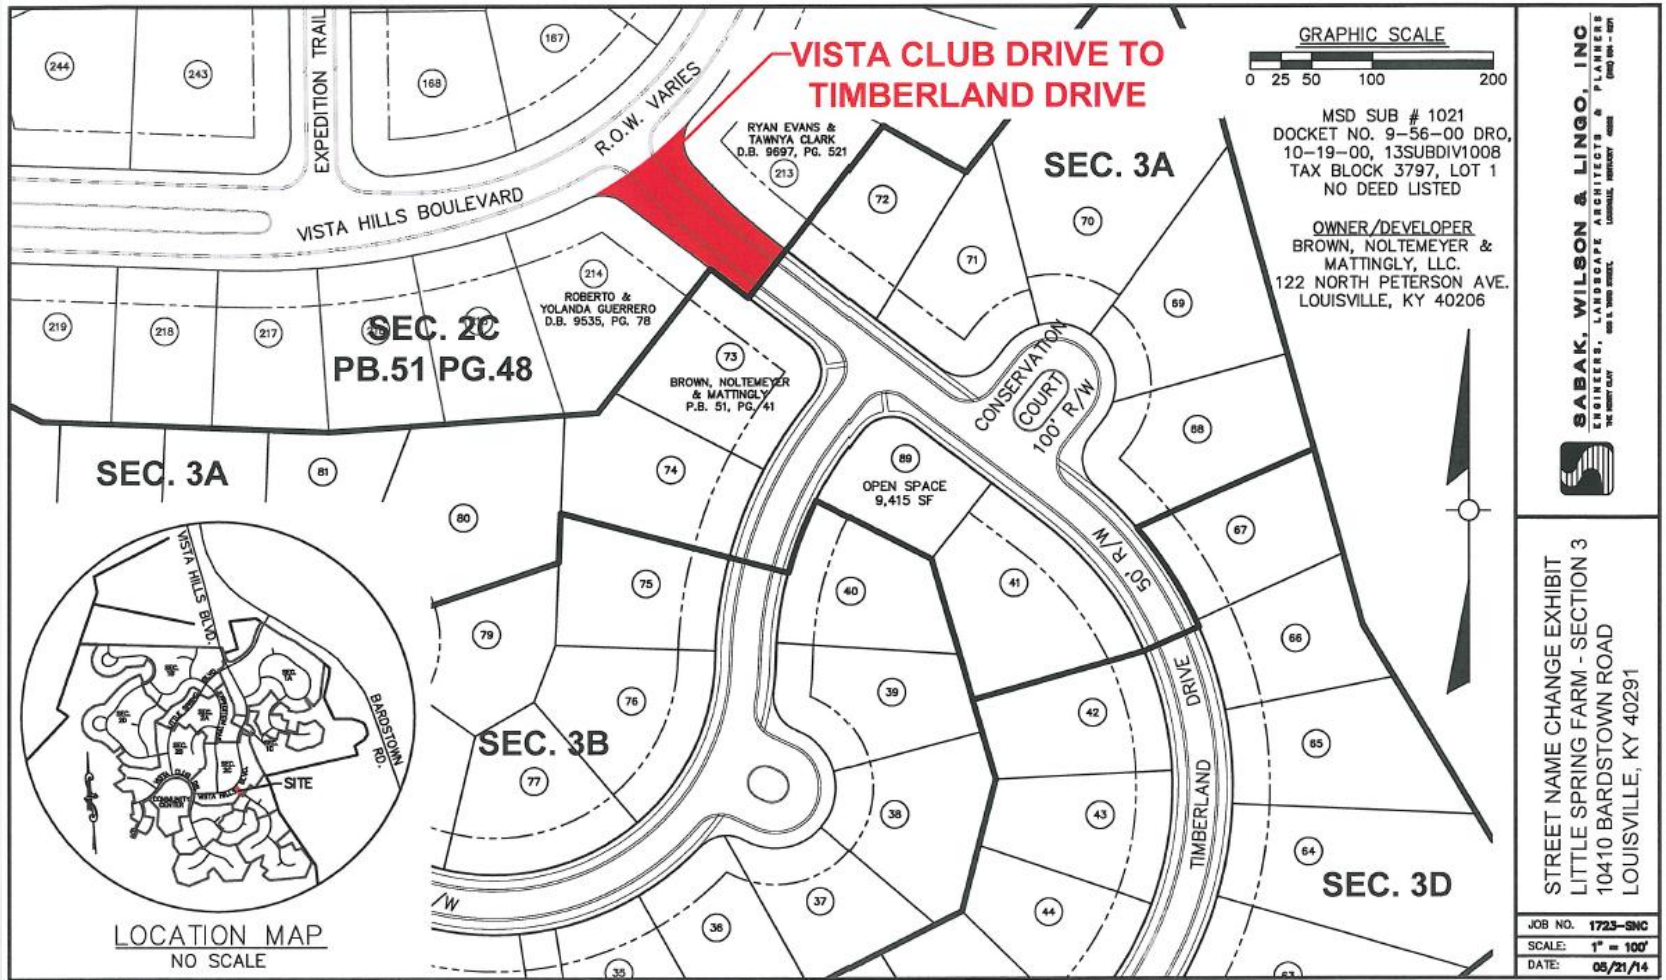 244
243
EXPEDITION TRAIL
168
167
R.O.W. VARIES
VISTA CLUB DRIVE TO
TIMBERLAND DRIVE
VISTA HILLS BOULEVARD
RYAN EVANS &
TAWNYA CLARK
D.B. 9697, PG. 521
213
72
71
SEC. 3A
70
69
68
67
66
65
64
63
GRAPHIC SCALE
0 25 50 100 200
MSD SUB # 1021
DOCKET NO. 9-56-00 DRO,
10-19-00, 13SUBDIV1008
TAX BLOCK 3797, LOT 1
NO DEED LISTED
OWNER/DEVELOPER
BROWN, NOLTEMEYER &
MATTINGLY, LLC.
122 NORTH PETERSON AVE.
LOUISVILLE, KY 40206
219
218
217
SEC. 2C
PB.51 PG.48
214
ROBERTO &
YOLANDA GUERRERO
D.B. 9535, PG. 78
73
BROWN, NOLTEMEYER
& MATTINGLY
P.B. 51, PG. 41
CONSERVATION
COURT
100' R/W
SEC. 3A
81
80
74
89
OPEN SPACE
9,415 SF
50' R/W
75
79
76
SEC. 3B
77
40
39
38
37
36
35
41
42
43
44
TIMBERLAND DRIVE
SEC. 3D
/W
VISTA HILLS BLVD.
BARDSTOWN
RD.
SITE
COMMUNITY
CENTER
LOCATION MAP
NO SCALE
SABAK, WILSON & LINGO, INC
ENGINEERS, LANDSCAPE ARCHITECTS & PLANNERS
THE HENRY CLAY
LOUISVILLE, KENTUCKY
STREET NAME CHANGE EXHIBIT
LITTLE SPRING FARM - SECTION 3
10410 BARDSTOWN ROAD
LOUISVILLE, KY 40291
JOB NO. 1723-SNC
SCALE: 1" = 100'
DATE: 05/21/14